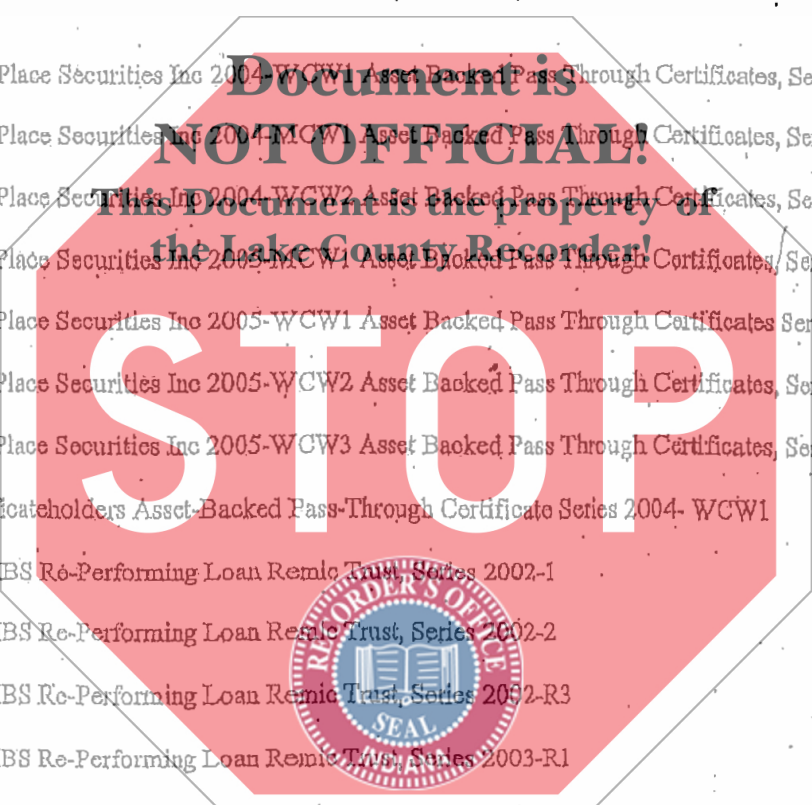 Place Securities Inc 2004-WCW1 Asset Backed Pass Through Certificates, Se
Document is
Place Securities Inc 2004-MCW1 Asset Backed Pass Through Certificates, Se
NOT OFFICIAL!
Place Securities Inc 2004-WCW2 Asset Backed Pass Through Certificates, Se
This Document is the property of
the Lake County Recorder!
Place Securities Inc 2005-MCW1 Asset Backed Pass Through Certificates, Se
Place Securities Inc 2005-WCW1 Asset Backed Pass Through Certificates Ser
Place Securities Inc 2005-WCW2 Asset Backed Pass Through Certificates, Se
STOP
Place Securities Inc 2005-WCW3 Asset Backed Pass Through Certificates, Se
icateholders Asset-Backed Pass-Through Certificate Series 2004- WCW1
BS Re-Performing Loan Remic Trust, Series 2002-1
RECORDER'S OFFICE
BS Re-Performing Loan Remic Trust, Series 2002-2
BS Re-Performing Loan Remic Trust, Series 2002-R3
SEAL
INDIANA
BS Re-Performing Loan Remic Trust, Series 2003-R1